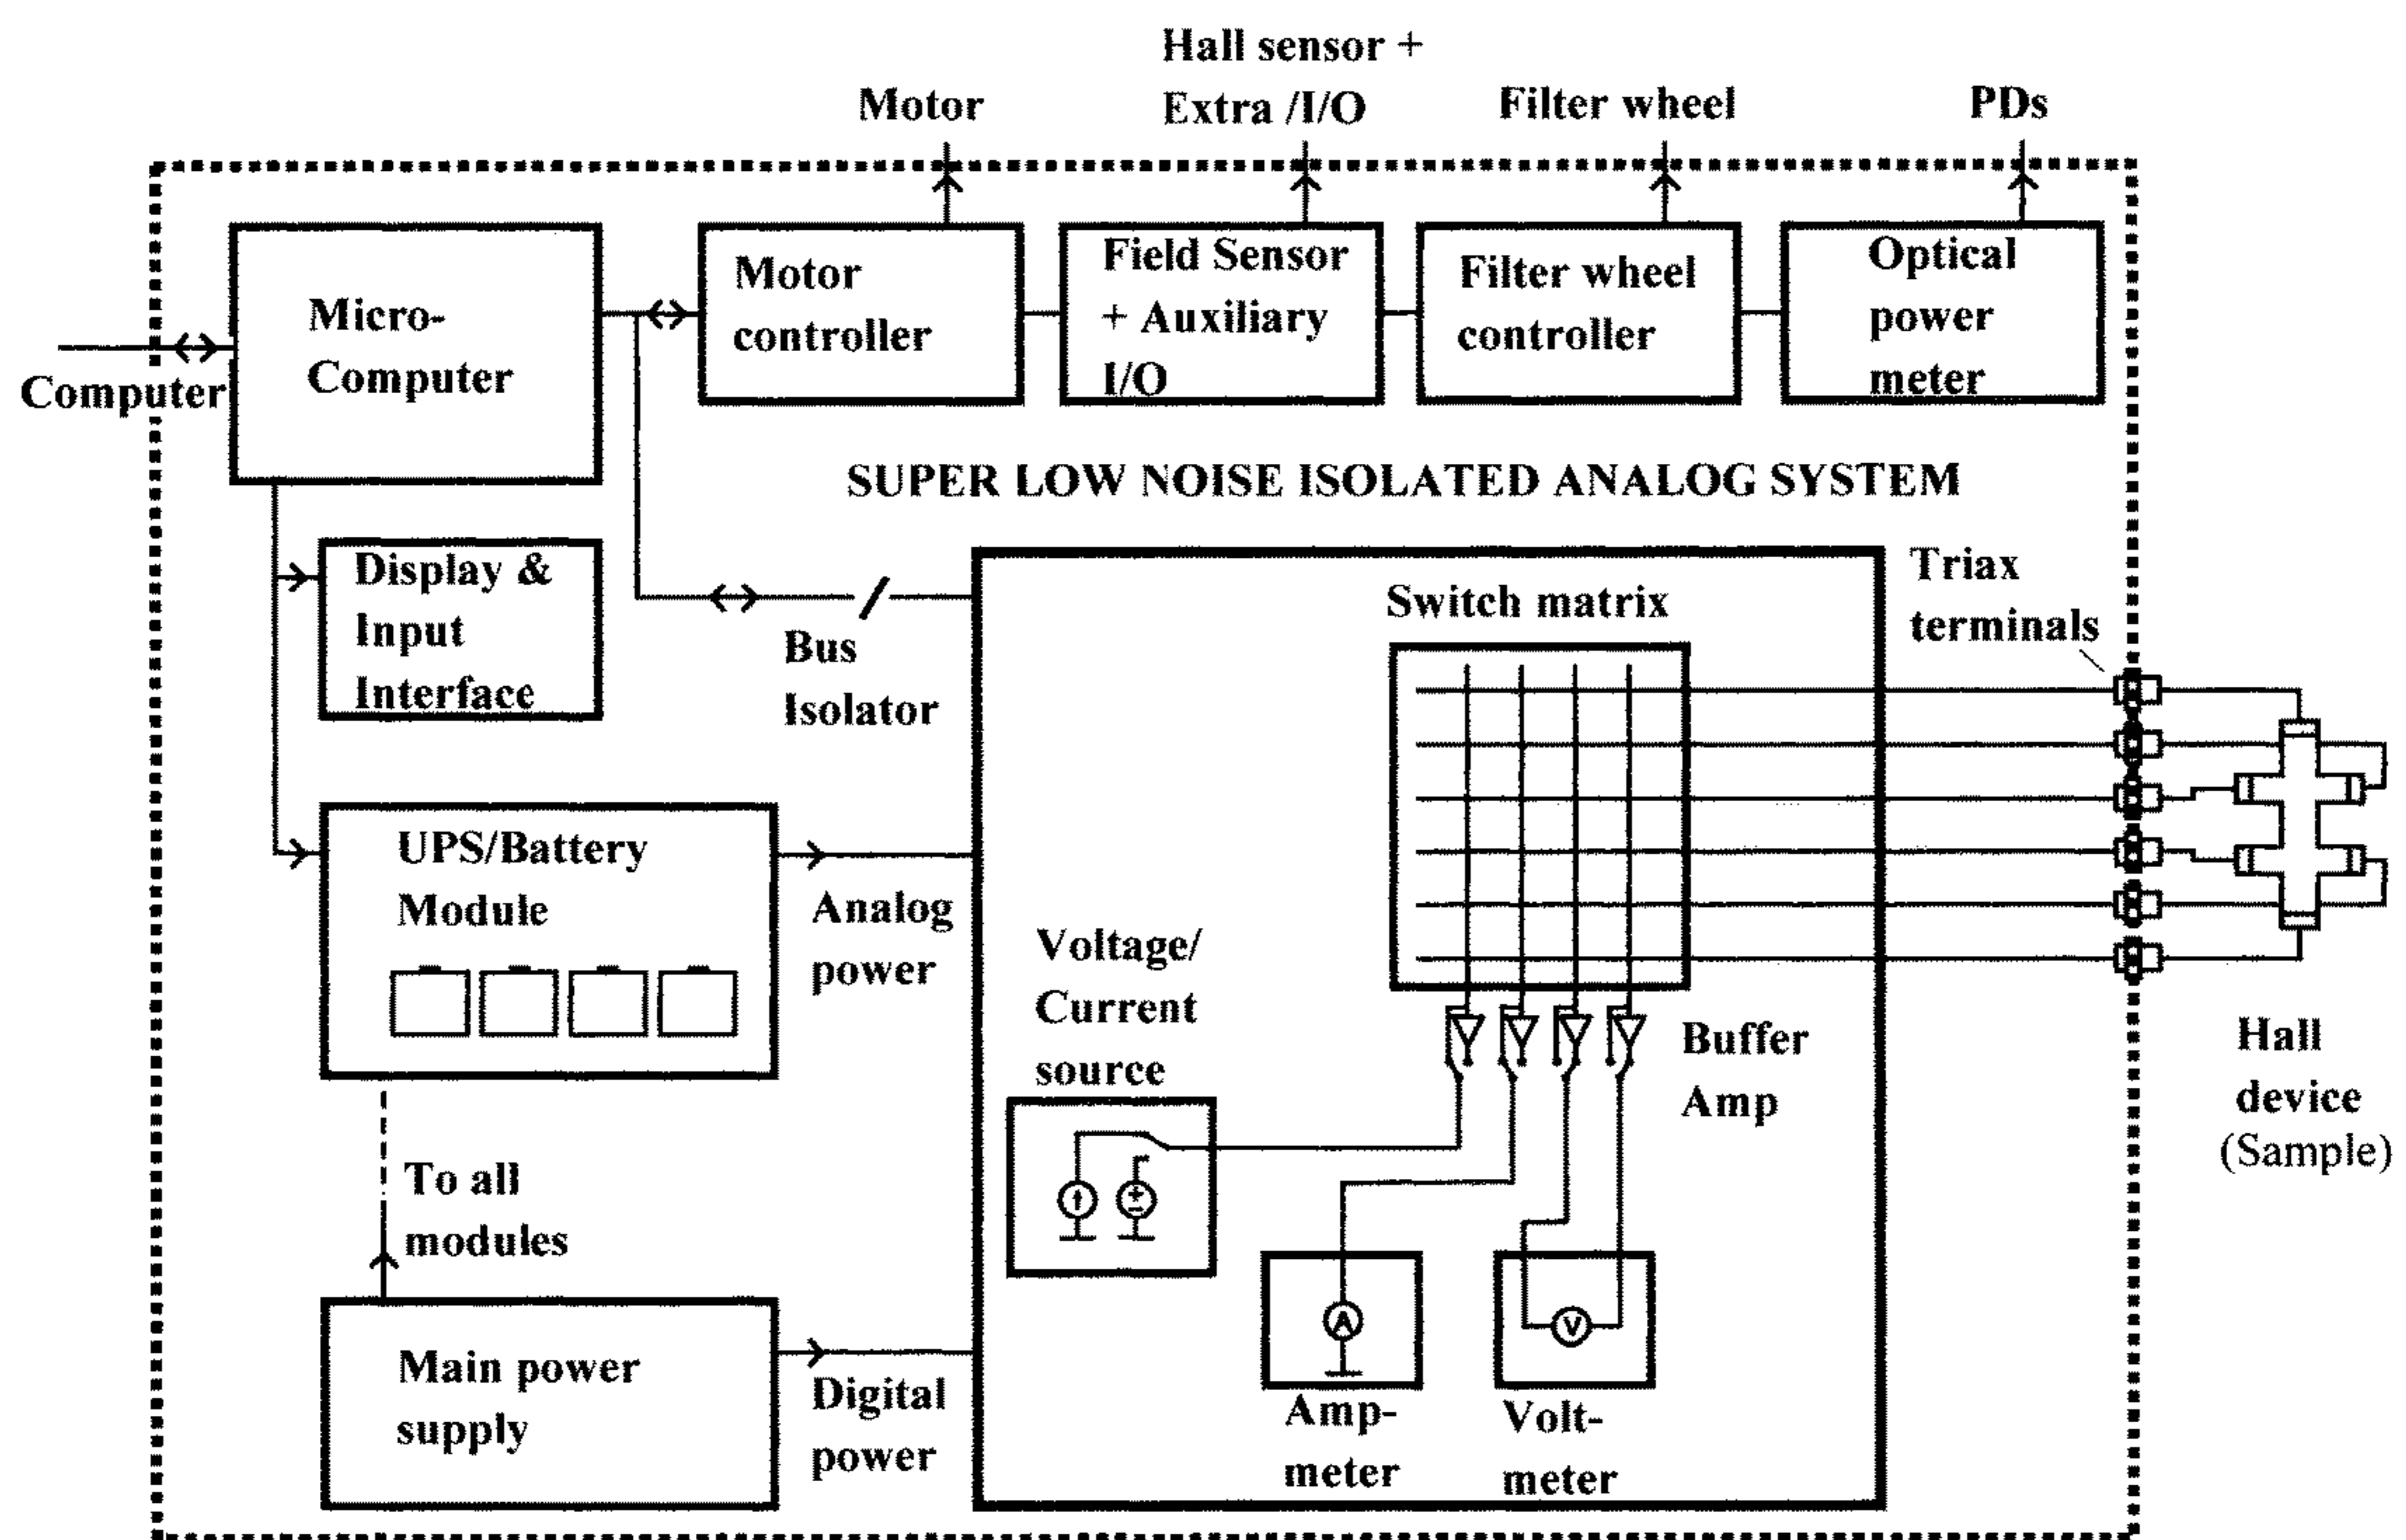 Hall sensor +
Motor
Extra /I/O
Filter wheel
PDs
Micro-
Computer
Computer
Motor
controller
Field Sensor
+ Auxiliary
I/O
Filter wheel
controller
Optical
power
meter
SUPER LOW NOISE ISOLATED ANALOG SYSTEM
Display &
Input
Interface
Bus
Isolator
Switch matrix
Triax
terminals
UPS/Battery
Module
Analog
power
Voltage/
Current
source
Buffer
Amp
Hall
device
(Sample)
To all
modules
Main power
supply
Digital
power
A
V
Amp-
meter
Volt-
meter